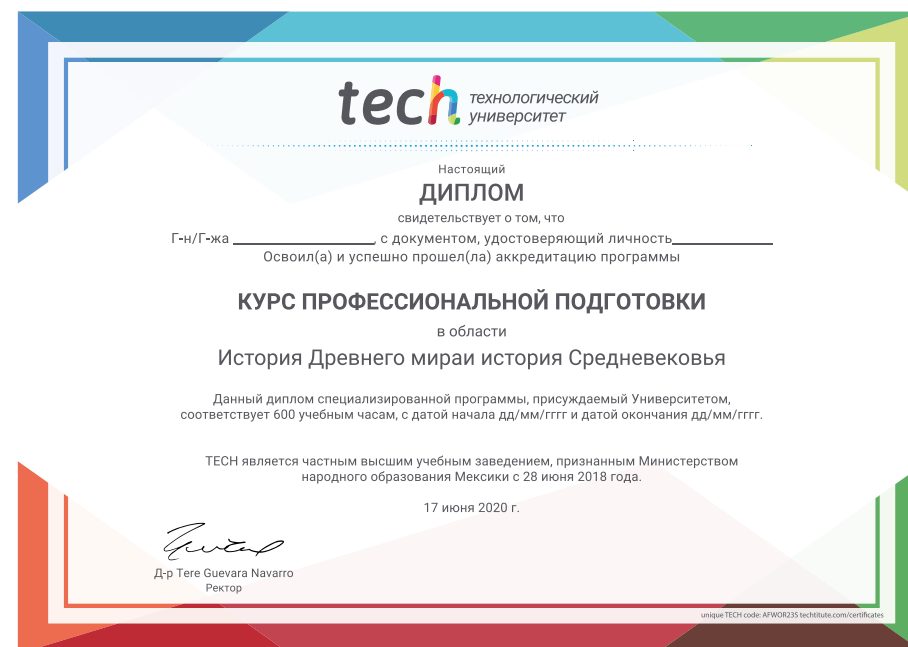 tech технологический
университет
Настоящий
ДИПЛОМ
свидетельствует о том, что
Г-н/Г-жа ______________, с документом, удостоверяющий личность__________
Освоил(а) и успешно прошел(ла) аккредитацию программы
КУРС ПРОФЕССИОНАЛЬНОЙ ПОДГОТОВКИ
в области
История Древнего мираи история Средневековья
Данный диплом специализированной программы, присуждаемый Университетом,
соответствует 600 учебным часам, с датой начала дд/мм/гггг и датой окончания дд/мм/гггг.
TECH является частным высшим учебным заведением, признанным Министерством
народного образования Мексики с 28 июня 2018 года.
17 июня 2020 г.
Д-р Tere Guevara Navarro
Ректор
unique TECH code: AFWOR23S techtitute.com/certificates